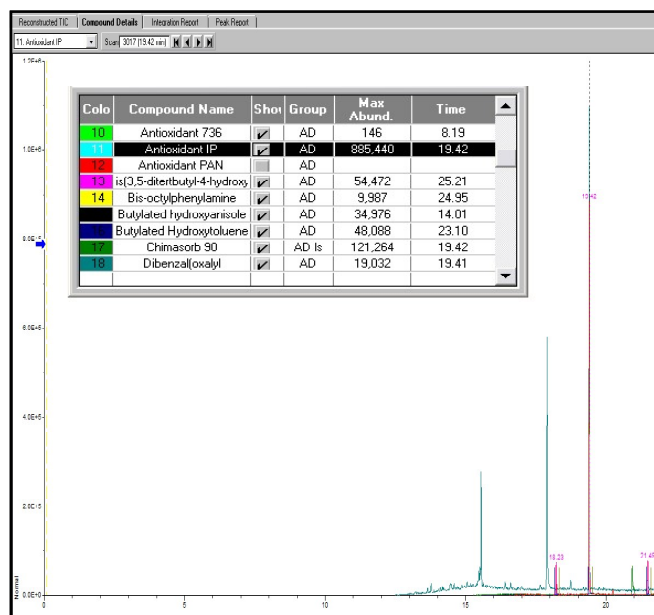 Reconstructed TIC Compound Details Integration Report Peak Report
11. Antioxidant IP Scan 3017 (19.42 min)
1.2E+6
Colo Compound Name Shou Group Max Abund. Time
10 Antioxidant 736 AD 146 8.19
11 Antioxidant IP AD 885,440 19.42
12 Antioxidant PAN AD
13 is(3,5-ditertbutyl-4-hydroxy AD 54,472 25.21
14 Bis-octylphenylamine AD 9,987 24.95
Butylated hydroxyanisole AD 34,976 14.01
16 Butylated Hydroxytoluene AD 48,088 23.10
17 Chimasorb 90 AD Is 121,264 19.42
18 Dibenzal(oxalyl AD 19,032 19.41
1.0E+6
8.0E+5
6.0E+5
4.0E+5
2.0E+5
0.0E+0
19.42
18.23
21.49
Normal
0 5 10 15 20